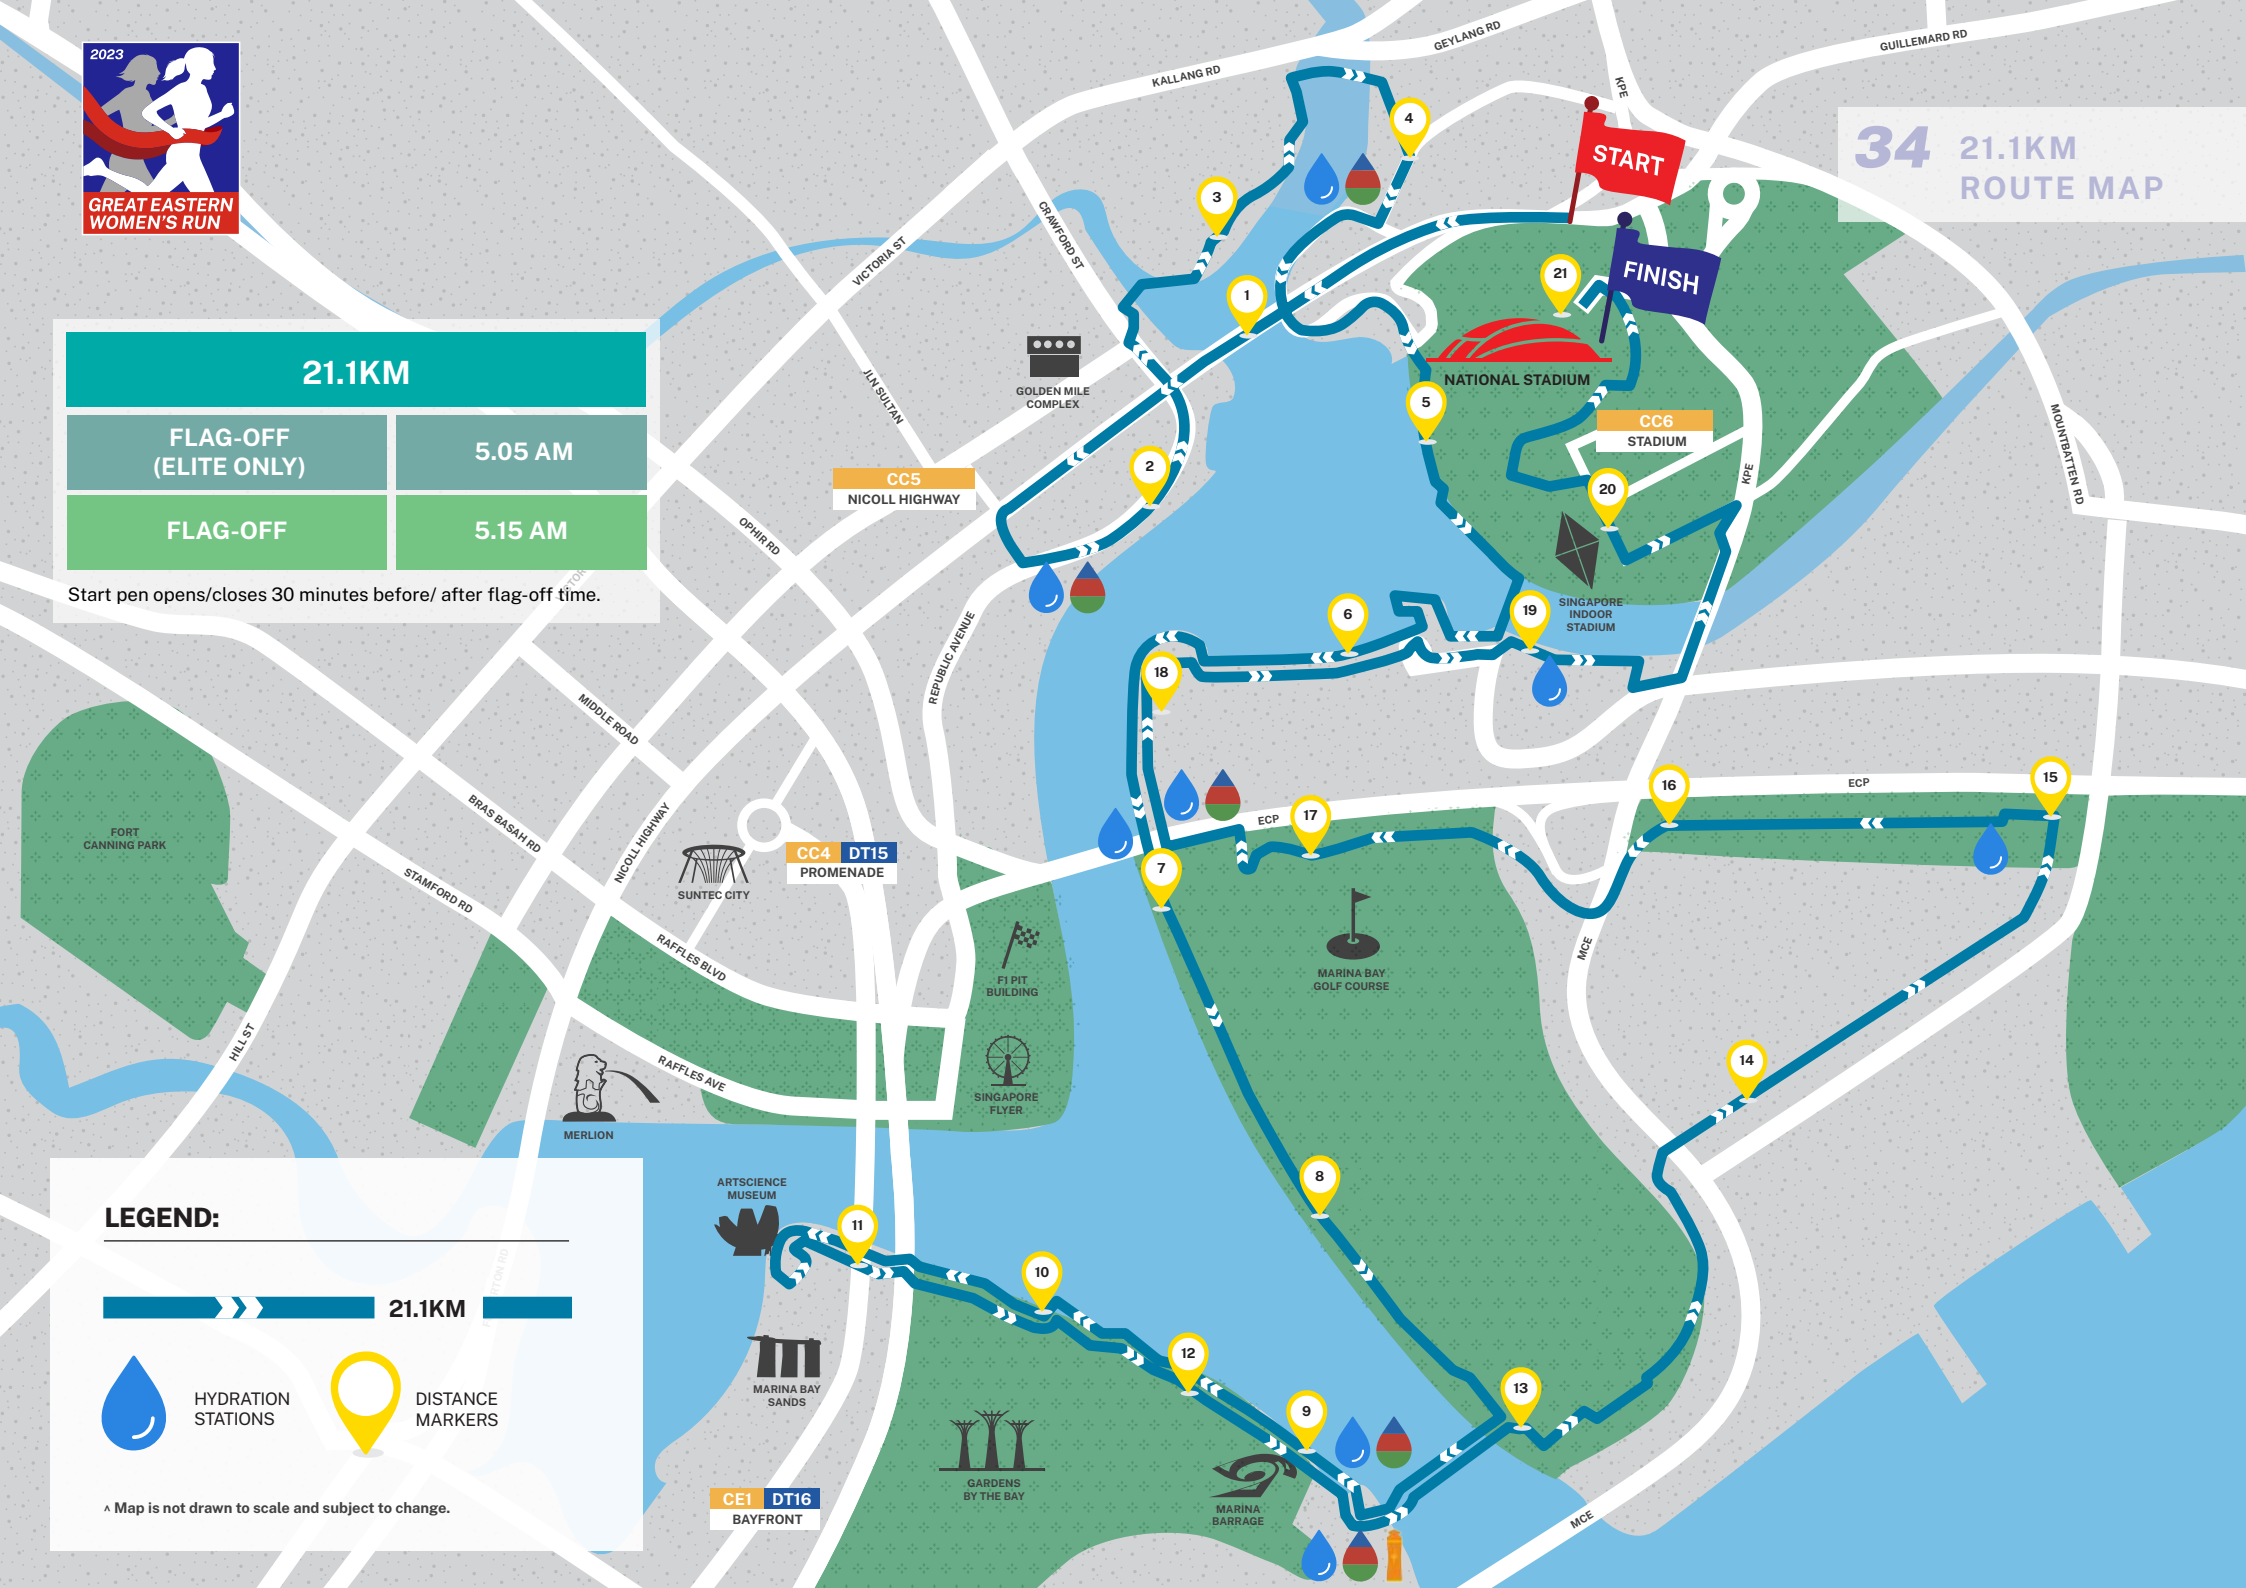 2023
GREAT EASTERN
WOMEN'S RUN
34
21.1KM
ROUTE MAP
21.1KM
FLAG-OFF
(ELITE ONLY)
5.05 AM
FLAG-OFF
5.15 AM
Start pen opens/closes 30 minutes before/ after flag-off time.
GEYLANG RD
GUILLEMARD RD
KALLANG RD
KPE
START
FINISH
4
3
21
1
CRAWFORD ST
VICTORIA ST
GOLDEN MILE
COMPLEX
JLN SULTAN
NATIONAL STADIUM
5
CC6
STADIUM
MOUNTBATTEN RD
2
CC5
NICOLL HIGHWAY
20
KPE
OPHIR RD
SINGAPORE
INDOOR
STADIUM
19
6
REPUBLIC AVENUE
18
MIDDLE ROAD
BRAS BASAH RD
NICOLL HIGHWAY
16
15
ECP
17
ECP
FORT
CANNING PARK
CC4
DT15
PROMENADE
SUNTEC CITY
7
STAMFORD RD
RAFFLES BLVD
F1 PIT
BUILDING
MARINA BAY
GOLF COURSE
MCE
HILL ST
RAFFLES AVE
SINGAPORE
FLYER
14
MERLION
ARTSCIENCE
MUSEUM
8
11
10
12
MARINA BAY
SANDS
13
9
GARDENS
BY THE BAY
MARINA
BARRAGE
CE1
DT16
BAYFRONT
MCE
LEGEND:
21.1KM
HYDRATION
STATIONS
DISTANCE
MARKERS
^ Map is not drawn to scale and subject to change.